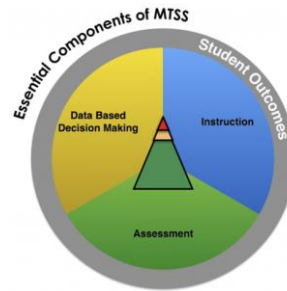 Essential Components of MTSS
Student Outcomes
Data Based
Decision Making
Instruction
Assessment